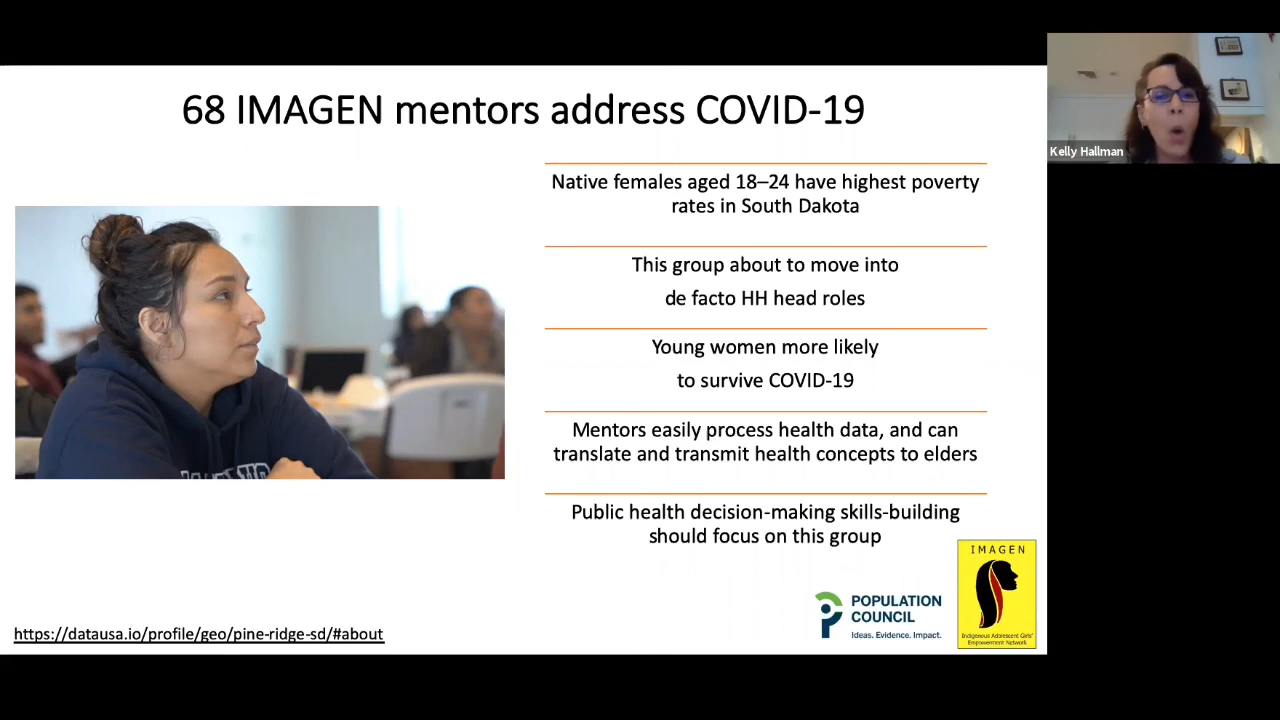 68 IMAGEN mentors address COVID-19
Kelly Hallman
Native females aged 18–24 have highest poverty
rates in South Dakota
This group about to move into
de facto HH head roles
Young women more likely
to survive COVID-19
Mentors easily process health data, and can
translate and transmit health concepts to elders
Public health decision-making skills-building
should focus on this group
IMAGEN
Indigenous Adolescent Girls'
Empowerment Network
POPULATION
COUNCIL
Ideas. Evidence. Impact.
https://datausa.io/profile/geo/pine-ridge-sd/#about